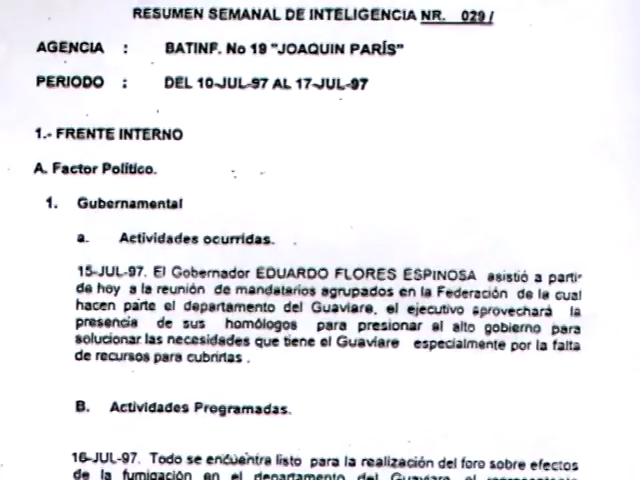 RESUMEN SEMANAL DE INTELIGENCIA NR. 029/
AGENCIA : BATINF. No 19 "JOAQUIN PARÍS"
PERIODO : DEL 10-JUL-97 AL 17-JUL-97
1.- FRENTE INTERNO
A. Factor Político.
1. Gubernamental
a. Actividades ocurridas.
15-JUL-97. El Gobernador EDUARDO FLORES ESPINOSA asistió a partir
de hoy a la reunión de mandatarios agrupados en la Federación de la cual
hacen parte el departamento del Guaviare, el ejecutivo aprovechará la
presencia de sus homólogos para presionar al alto gobierno para
solucionar las necesidades que tiene el Guaviare especialmente por la falta
de recursos para cubrirlas .
B. Actividades Programadas.
16-JUL-97. Todo se encuentra listo para la realización del foro sobre efectos
de la fumigación en el departamento del Guaviare, el representante